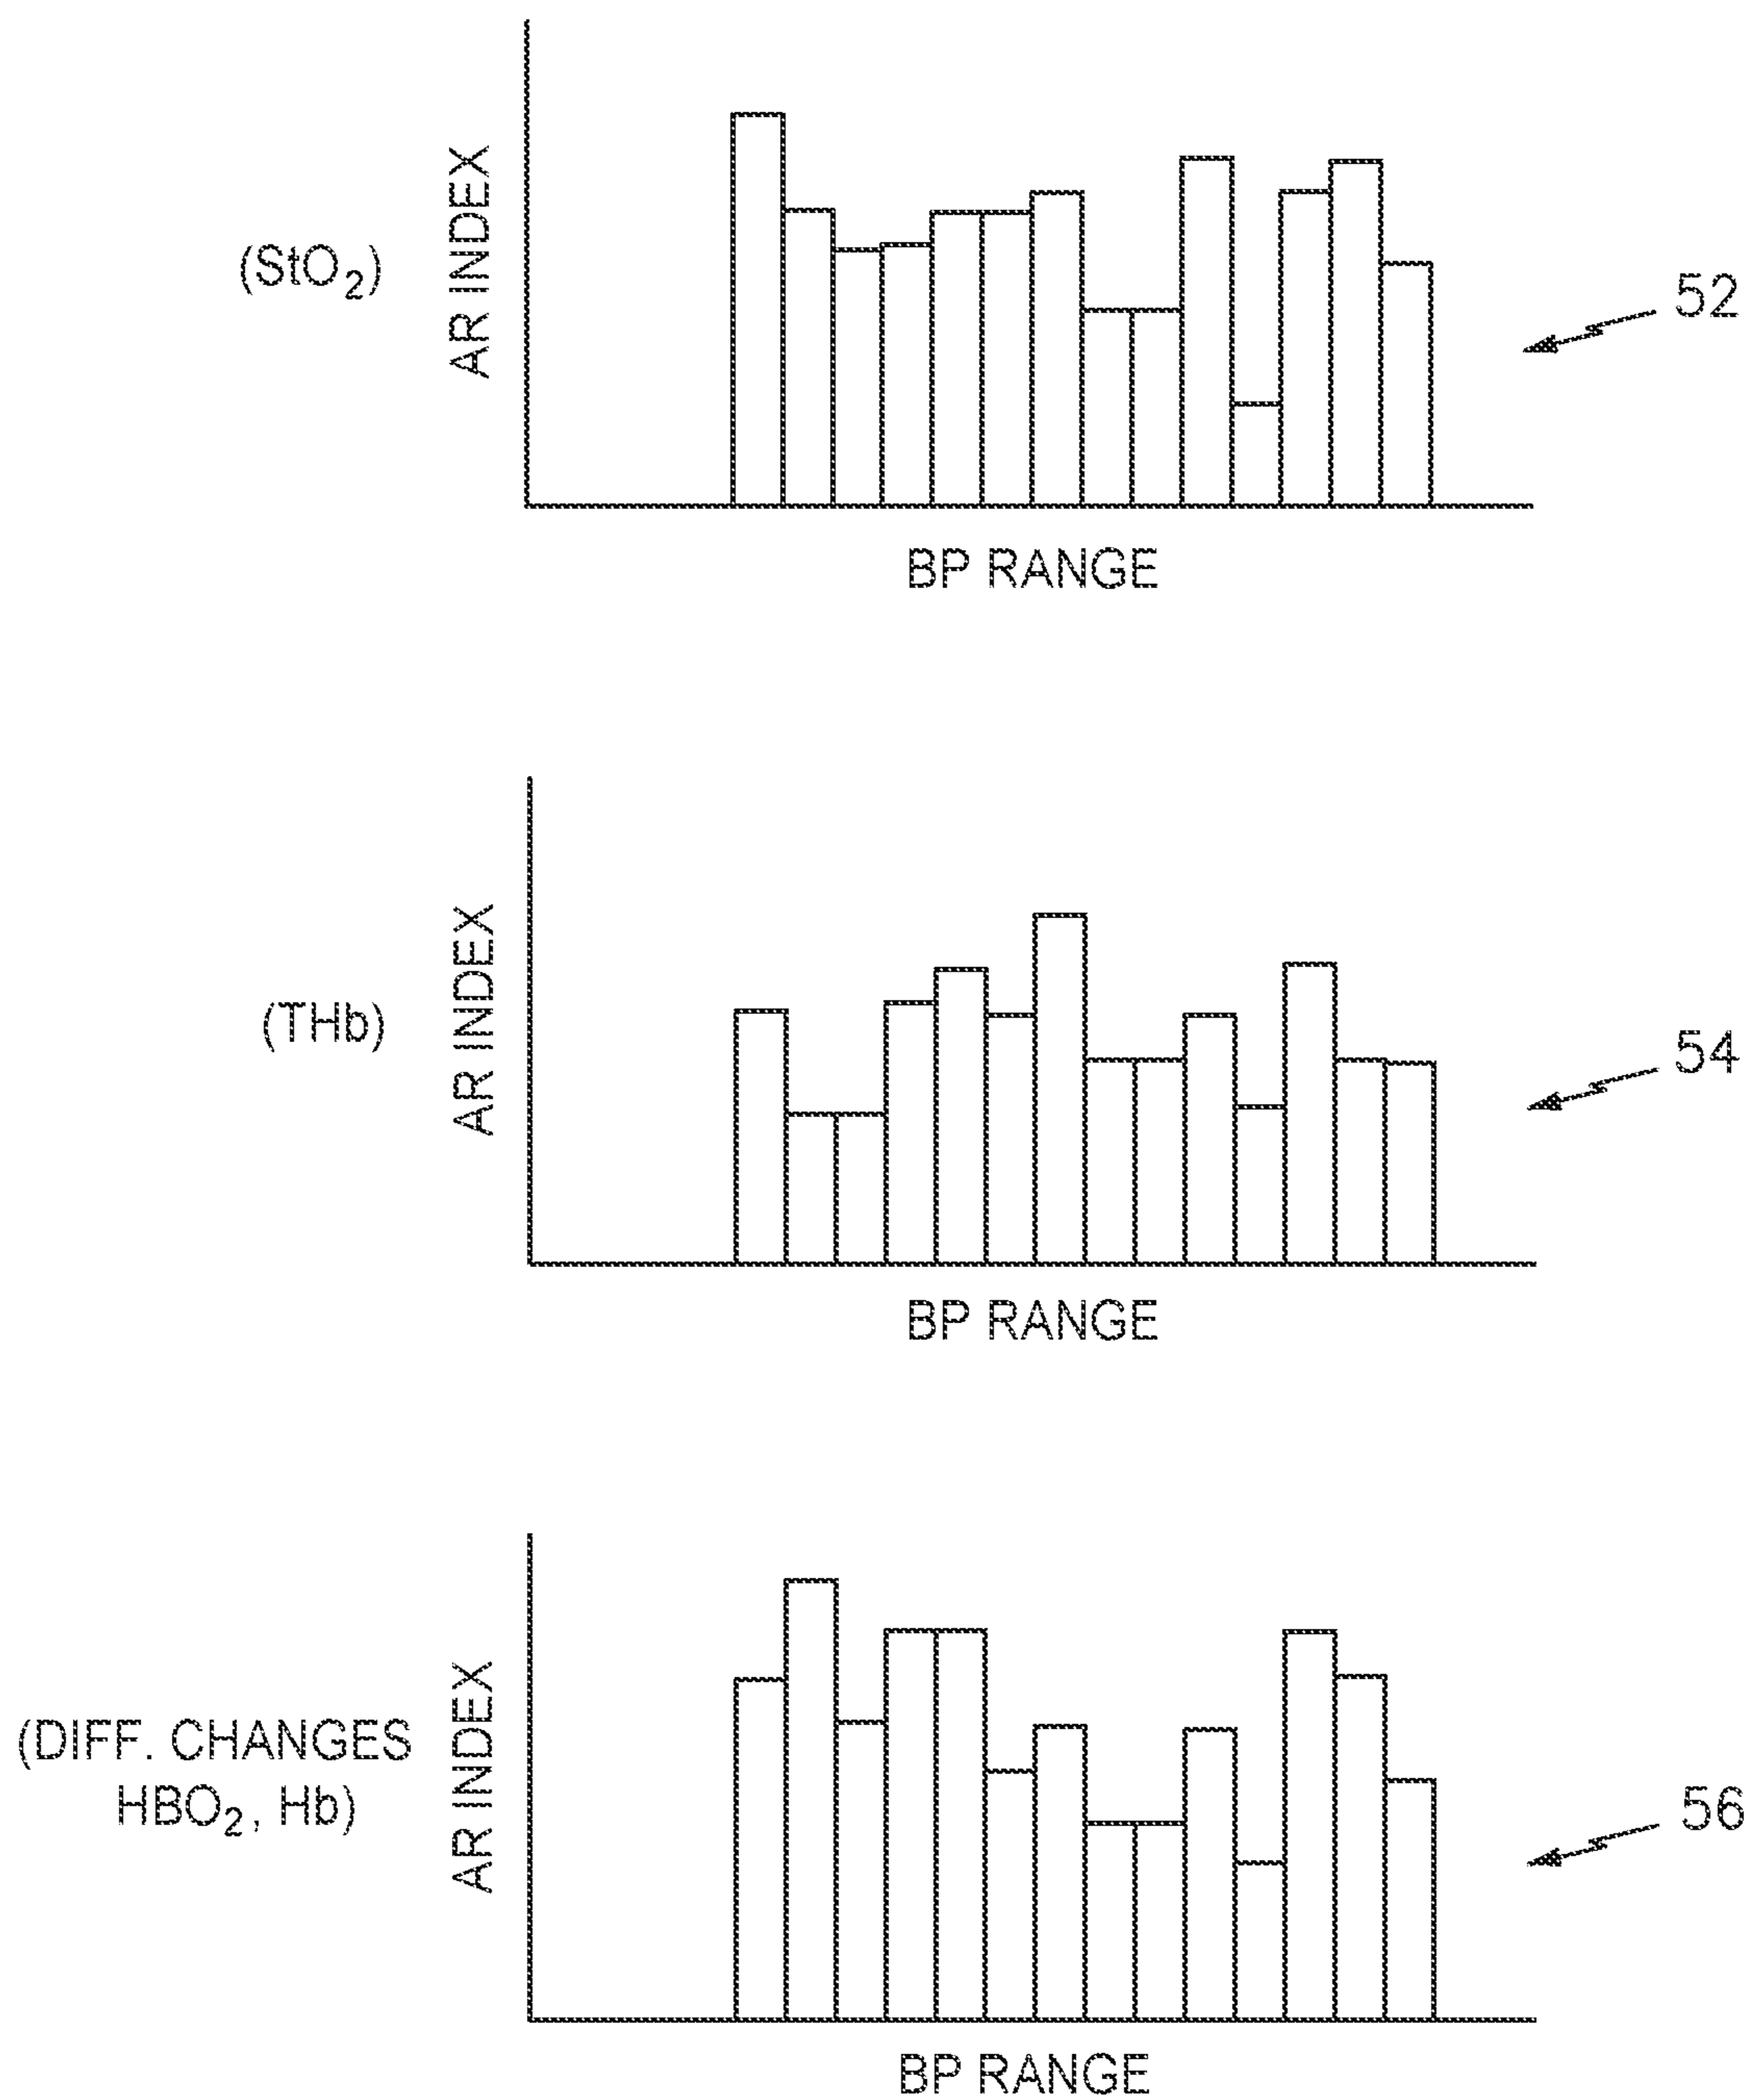 (StO₂)
AR INDEX
52
BP RANGE
(THb)
AR INDEX
54
BP RANGE
(DIFF. CHANGES
HBO₂, Hb)
AR INDEX
56
BP RANGE